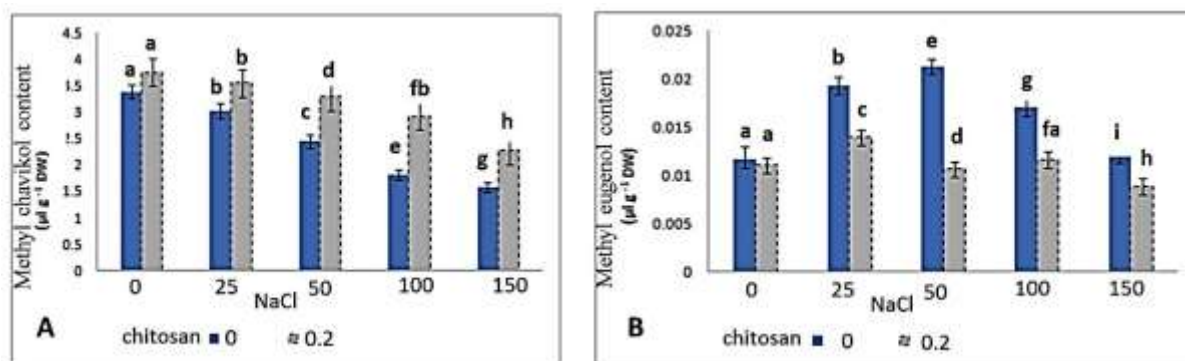 Methyl chavikol content
(µl g⁻¹ DW)
4.5
4
1.5
3
1.5
2
1.5
1
2.5
0
a
a
b
b
c
d
e
fb
g
h
0 25 50 100 150
NaCl
A
chitosan 0 0.2
Methyl eugenol content
(µl g⁻¹ DW)
0.025
0.02
0.015
0.01
0.005
0
a
a
b
c
e
d
g
fa
i
h
0 25 50 100 150
NaCl
B
chitosan 0 0.2